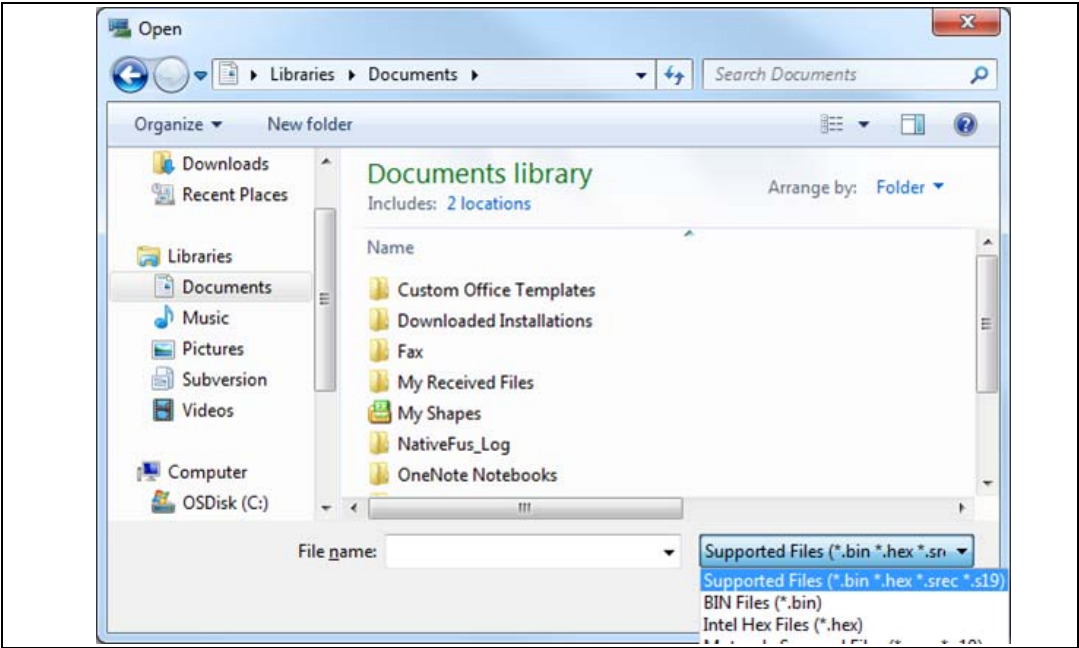 Open
Libraries Documents
Search Documents
Organize
New folder
Downloads
Recent Places
Libraries
Documents
Music
Pictures
Subversion
Videos
Computer
OSDisk (C:)
Documents library
Includes: 2 locations
Arrange by: Folder
Name
Custom Office Templates
Downloaded Installations
Fax
My Received Files
My Shapes
NativeFus_Log
OneNote Notebooks
File name:
Supported Files (*.bin *.hex *.sr
Supported Files (*.bin *.hex *.srec *.s19)
BIN Files (*.bin)
Intel Hex Files (*.hex)